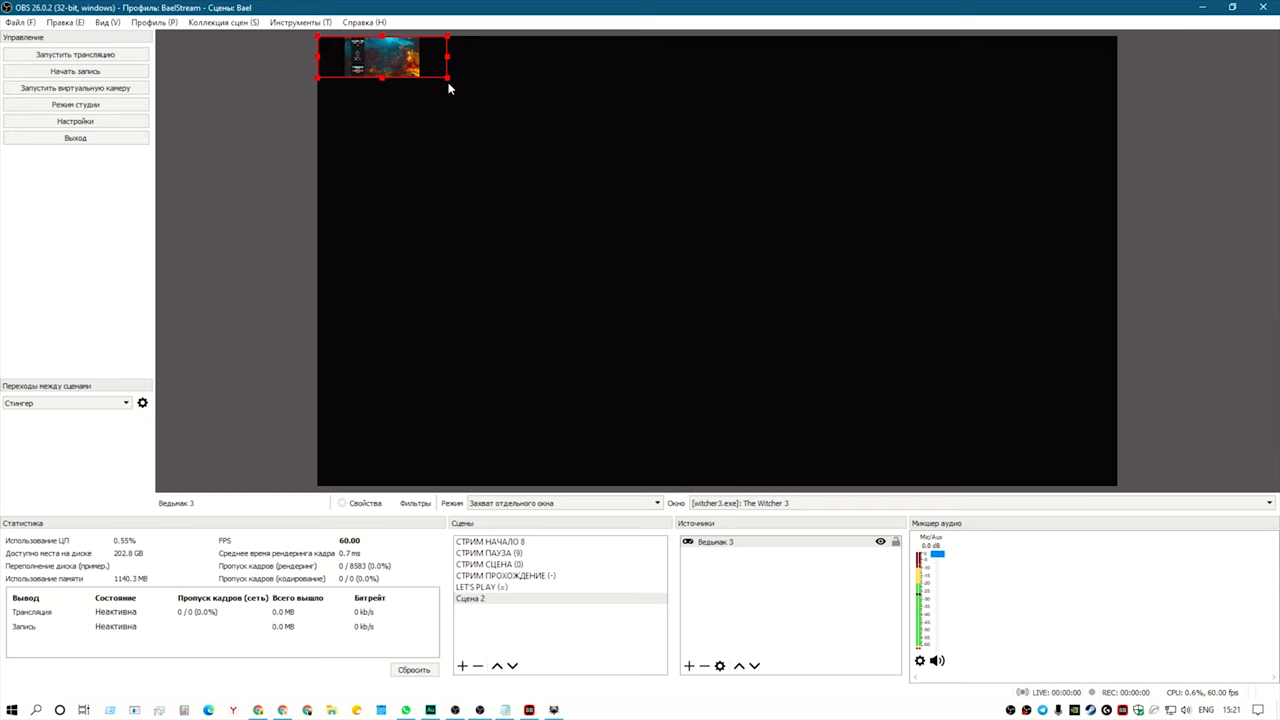 OBS 26.0.2 (32-bit, windows) - Профиль: BaelStream - Сцены: Bael
Файл (F) Правка (E) Вид (V) Профиль (P) Коллекция сцен (S) Инструменты (T) Справка (H)
Управление
Запустить трансляцию
Начать запись
Запустить виртуальную камеру
Режим студии
Настройки
Выход
Переходы между сценами
Стингер
Ведьмак 3 Свойства Фильтры Режим Захват отдельного окна Окно [witcher3.exe]: The Witcher 3
Статистика
Использование ЦП 0.55%
Доступно места на диске 202.8 GB
Переполнение диска (пример.)
Использование памяти 1140.3 MB
FPS 60.00
Среднее время рендеринга кадра 0.7 ms
Пропуск кадров (рендеринг) 0 / 8583 (0.0%)
Пропуск кадров (кодирование) 0 / 0 (0.0%)
Вывод Состояние Пропуск кадров (сеть) Всего вышло Битрейт
Трансляция Неактивна 0 / 0 (0.0%) 0.0 MB 0 kb/s
Запись Неактивна 0.0 MB 0 kb/s
Сбросить
Сцены
СТРИМ НАЧАЛО 8
СТРИМ ПАУЗА (9)
СТРИМ СЦЕНА (0)
СТРИМ ПРОХОЖДЕНИЕ (-)
LET'S PLAY (=)
Сцена 2
Источники
Ведьмак 3
Микшер аудио
Mic/Aux
0.0 dB
LIVE: 00:00:00 REC: 00:00:00 CPU: 0.6%, 60.00 fps
ENG 15:21